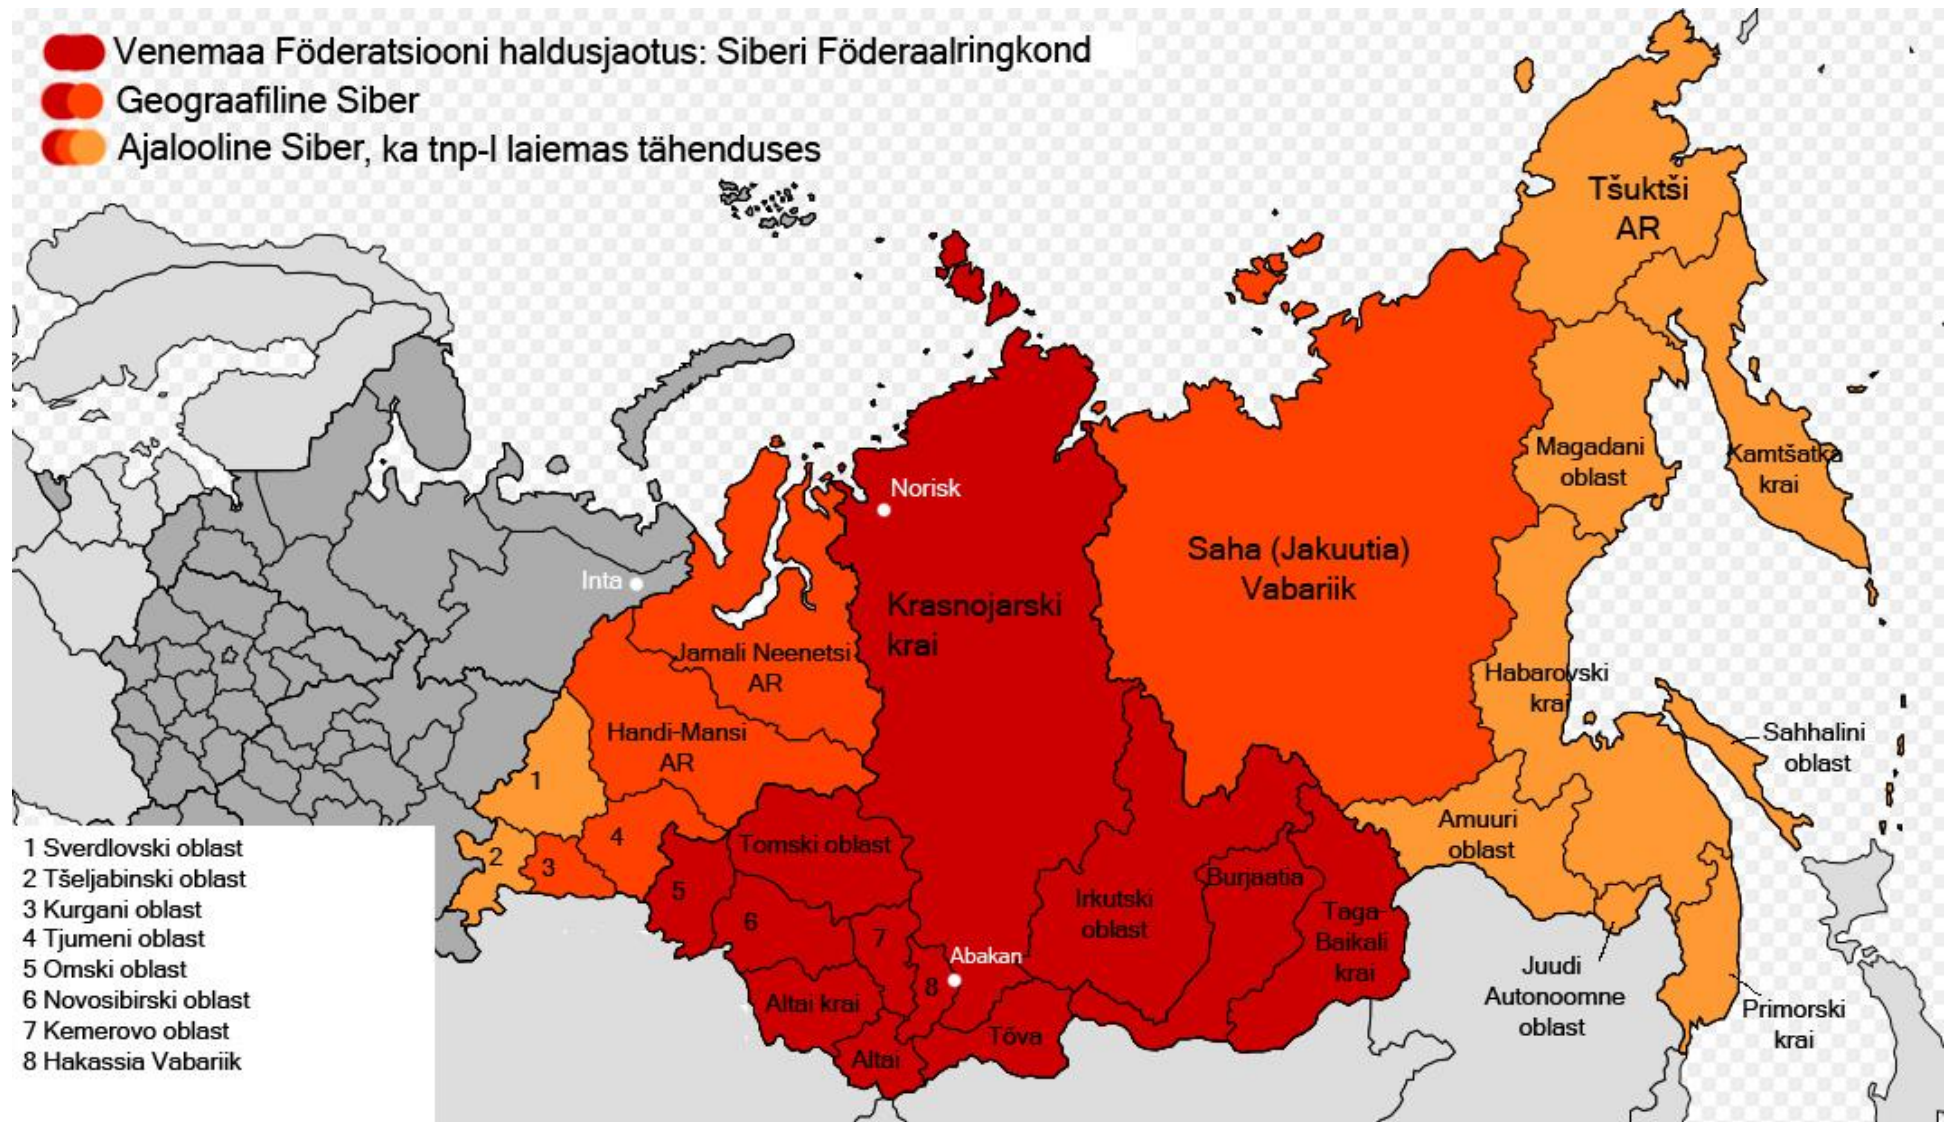 Venemaa Föderatsiooni haldusjaotus: Siberi Föderaalringkond
Geograafiline Siber
Ajalooline Siber, ka tnp-l laiemas tähenduses
Tšuktši
AR
Magadani
oblast
Kamtšatka
krai
Norisk
Inta
Saha (Jakuutia)
Vabariik
Krasnojarski
krai
Jamali Neenetsi
AR
Handi-Mansi
AR
Habarovski
krai
Sahhalini
oblast
1
2
3
4
5
6
7
8
Tomski oblast
Amuuri
oblast
Irkutski
oblast
Burjaatia
Taga-
Baikali
krai
Abakan
Altai krai
Altai
Tõva
Juudi
Autonoomne
oblast
Primorski
krai
1 Sverdlovski oblast
2 Tšeljabinski oblast
3 Kurgani oblast
4 Tjumeni oblast
5 Omski oblast
6 Novosibirski oblast
7 Kemerovo oblast
8 Hakassia Vabariik